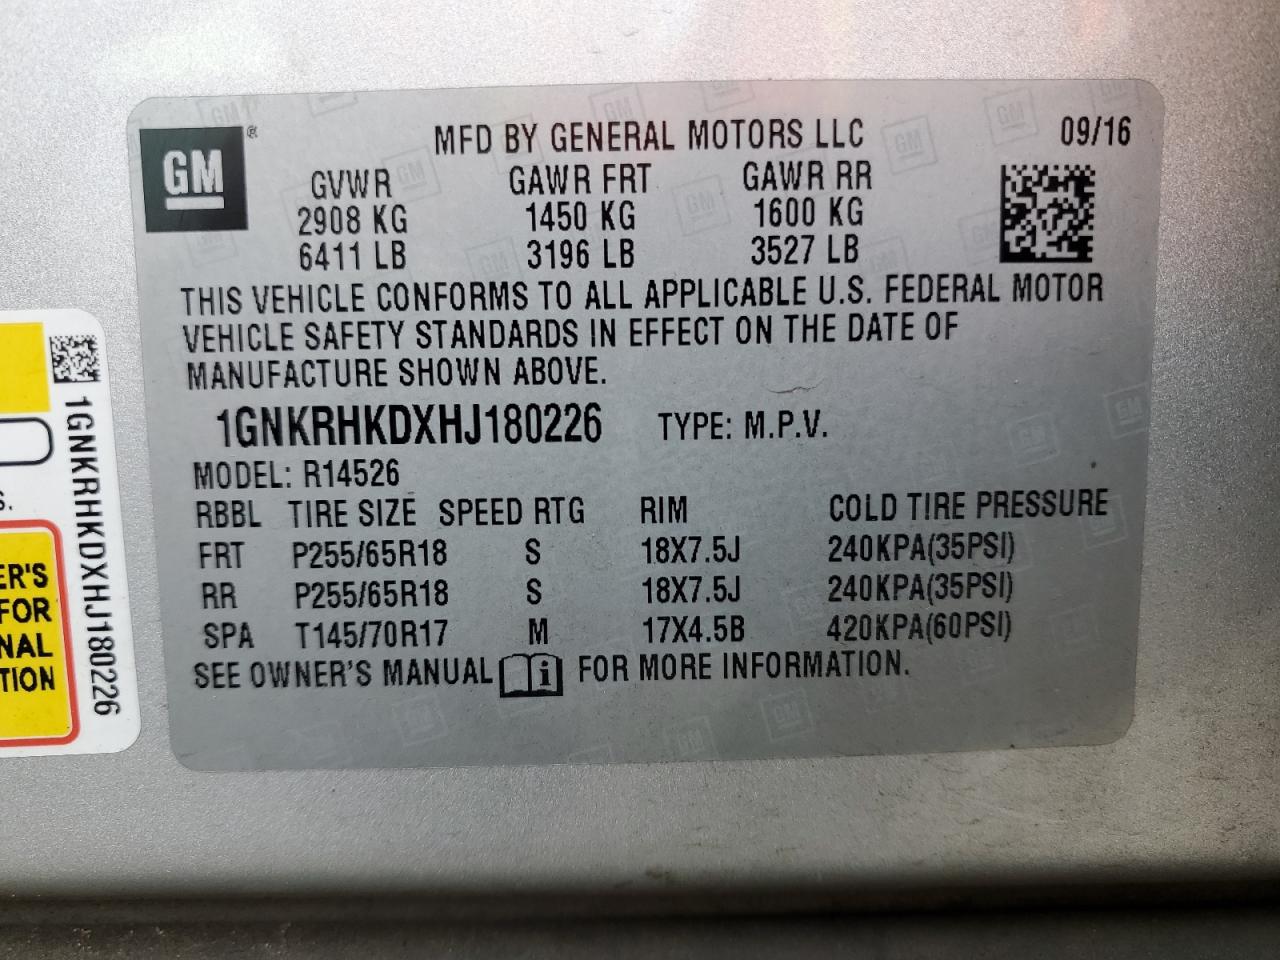 GM®
MFD BY GENERAL MOTORS LLC 09/16
GVWR GAWR FRT GAWR RR
2908 KG 1450 KG 1600 KG
6411 LB 3196 LB 3527 LB
THIS VEHICLE CONFORMS TO ALL APPLICABLE U.S. FEDERAL MOTOR
VEHICLE SAFETY STANDARDS IN EFFECT ON THE DATE OF
MANUFACTURE SHOWN ABOVE.
1GNKRHKDXHJ180226 TYPE: M.P.V.
MODEL: R14526
RBBL TIRE SIZE SPEED RTG RIM COLD TIRE PRESSURE
FRT P255/65R18 S 18X7.5J 240KPA(35PSI)
RR P255/65R18 S 18X7.5J 240KPA(35PSI)
SPA T145/70R17 M 17X4.5B 420KPA(60PSI)
SEE OWNER'S MANUAL i FOR MORE INFORMATION.
1GNKRHKDXHJ180226
S.
ER'S
FOR
NAL
TION